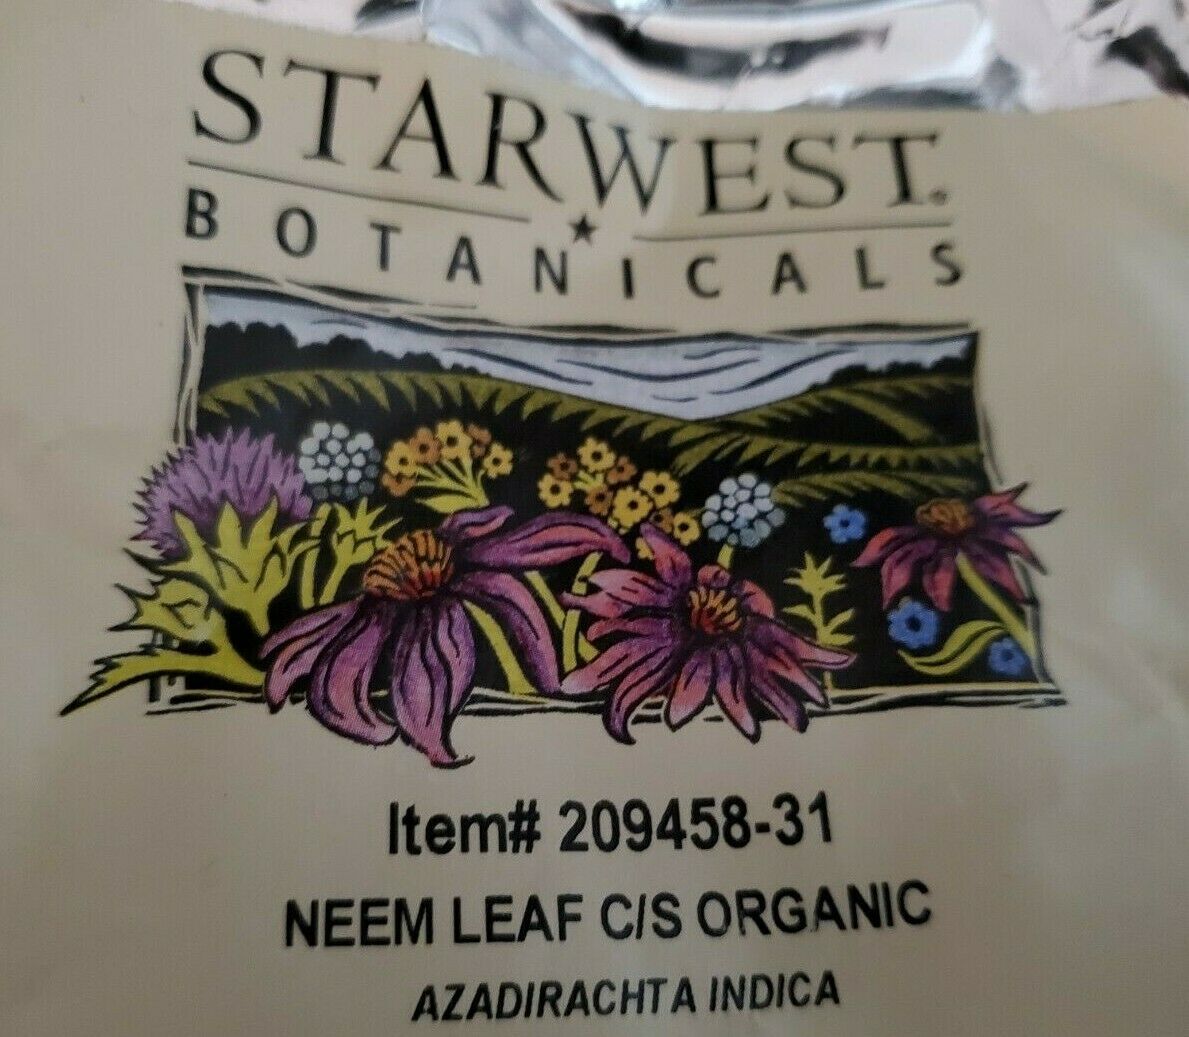 STARWEST®
BOTANICALS
Item# 209458-31
NEEM LEAF C/S ORGANIC
AZADIRACHTA INDICA